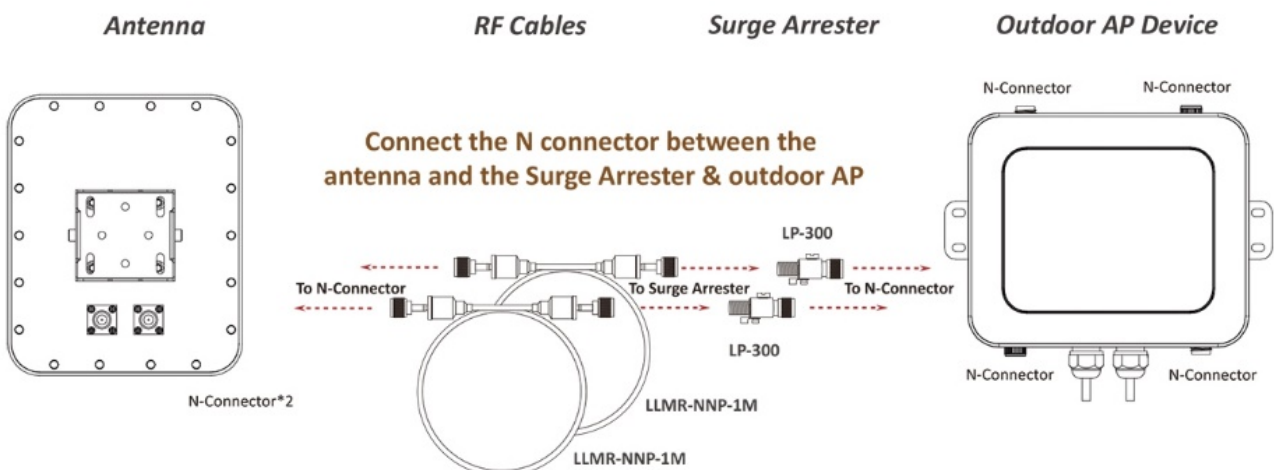 Antenna
RF Cables
Surge Arrester
Outdoor AP Device
N-Connector
N-Connector
Connect the N connector between the
antenna and the Surge Arrester & outdoor AP
LP-300
To N-Connector
To Surge Arrester
To N-Connector
LP-300
N-Connector
N-Connector
N-Connector*2
LLMR-NNP-1M
LLMR-NNP-1M